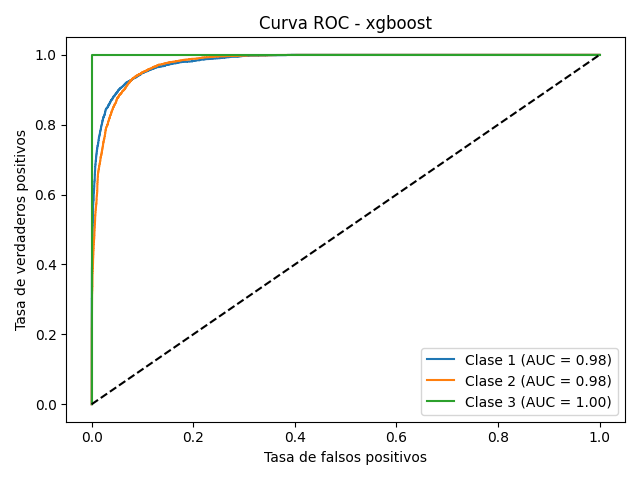 Curva ROC - xgboost
Tasa de verdaderos positivos
1.0
0.8
0.6
0.4
0.2
0.0
0.0 0.2 0.4 0.6 0.8 1.0
Tasa de falsos positivos
Clase 1 (AUC = 0.98)
Clase 2 (AUC = 0.98)
Clase 3 (AUC = 1.00)